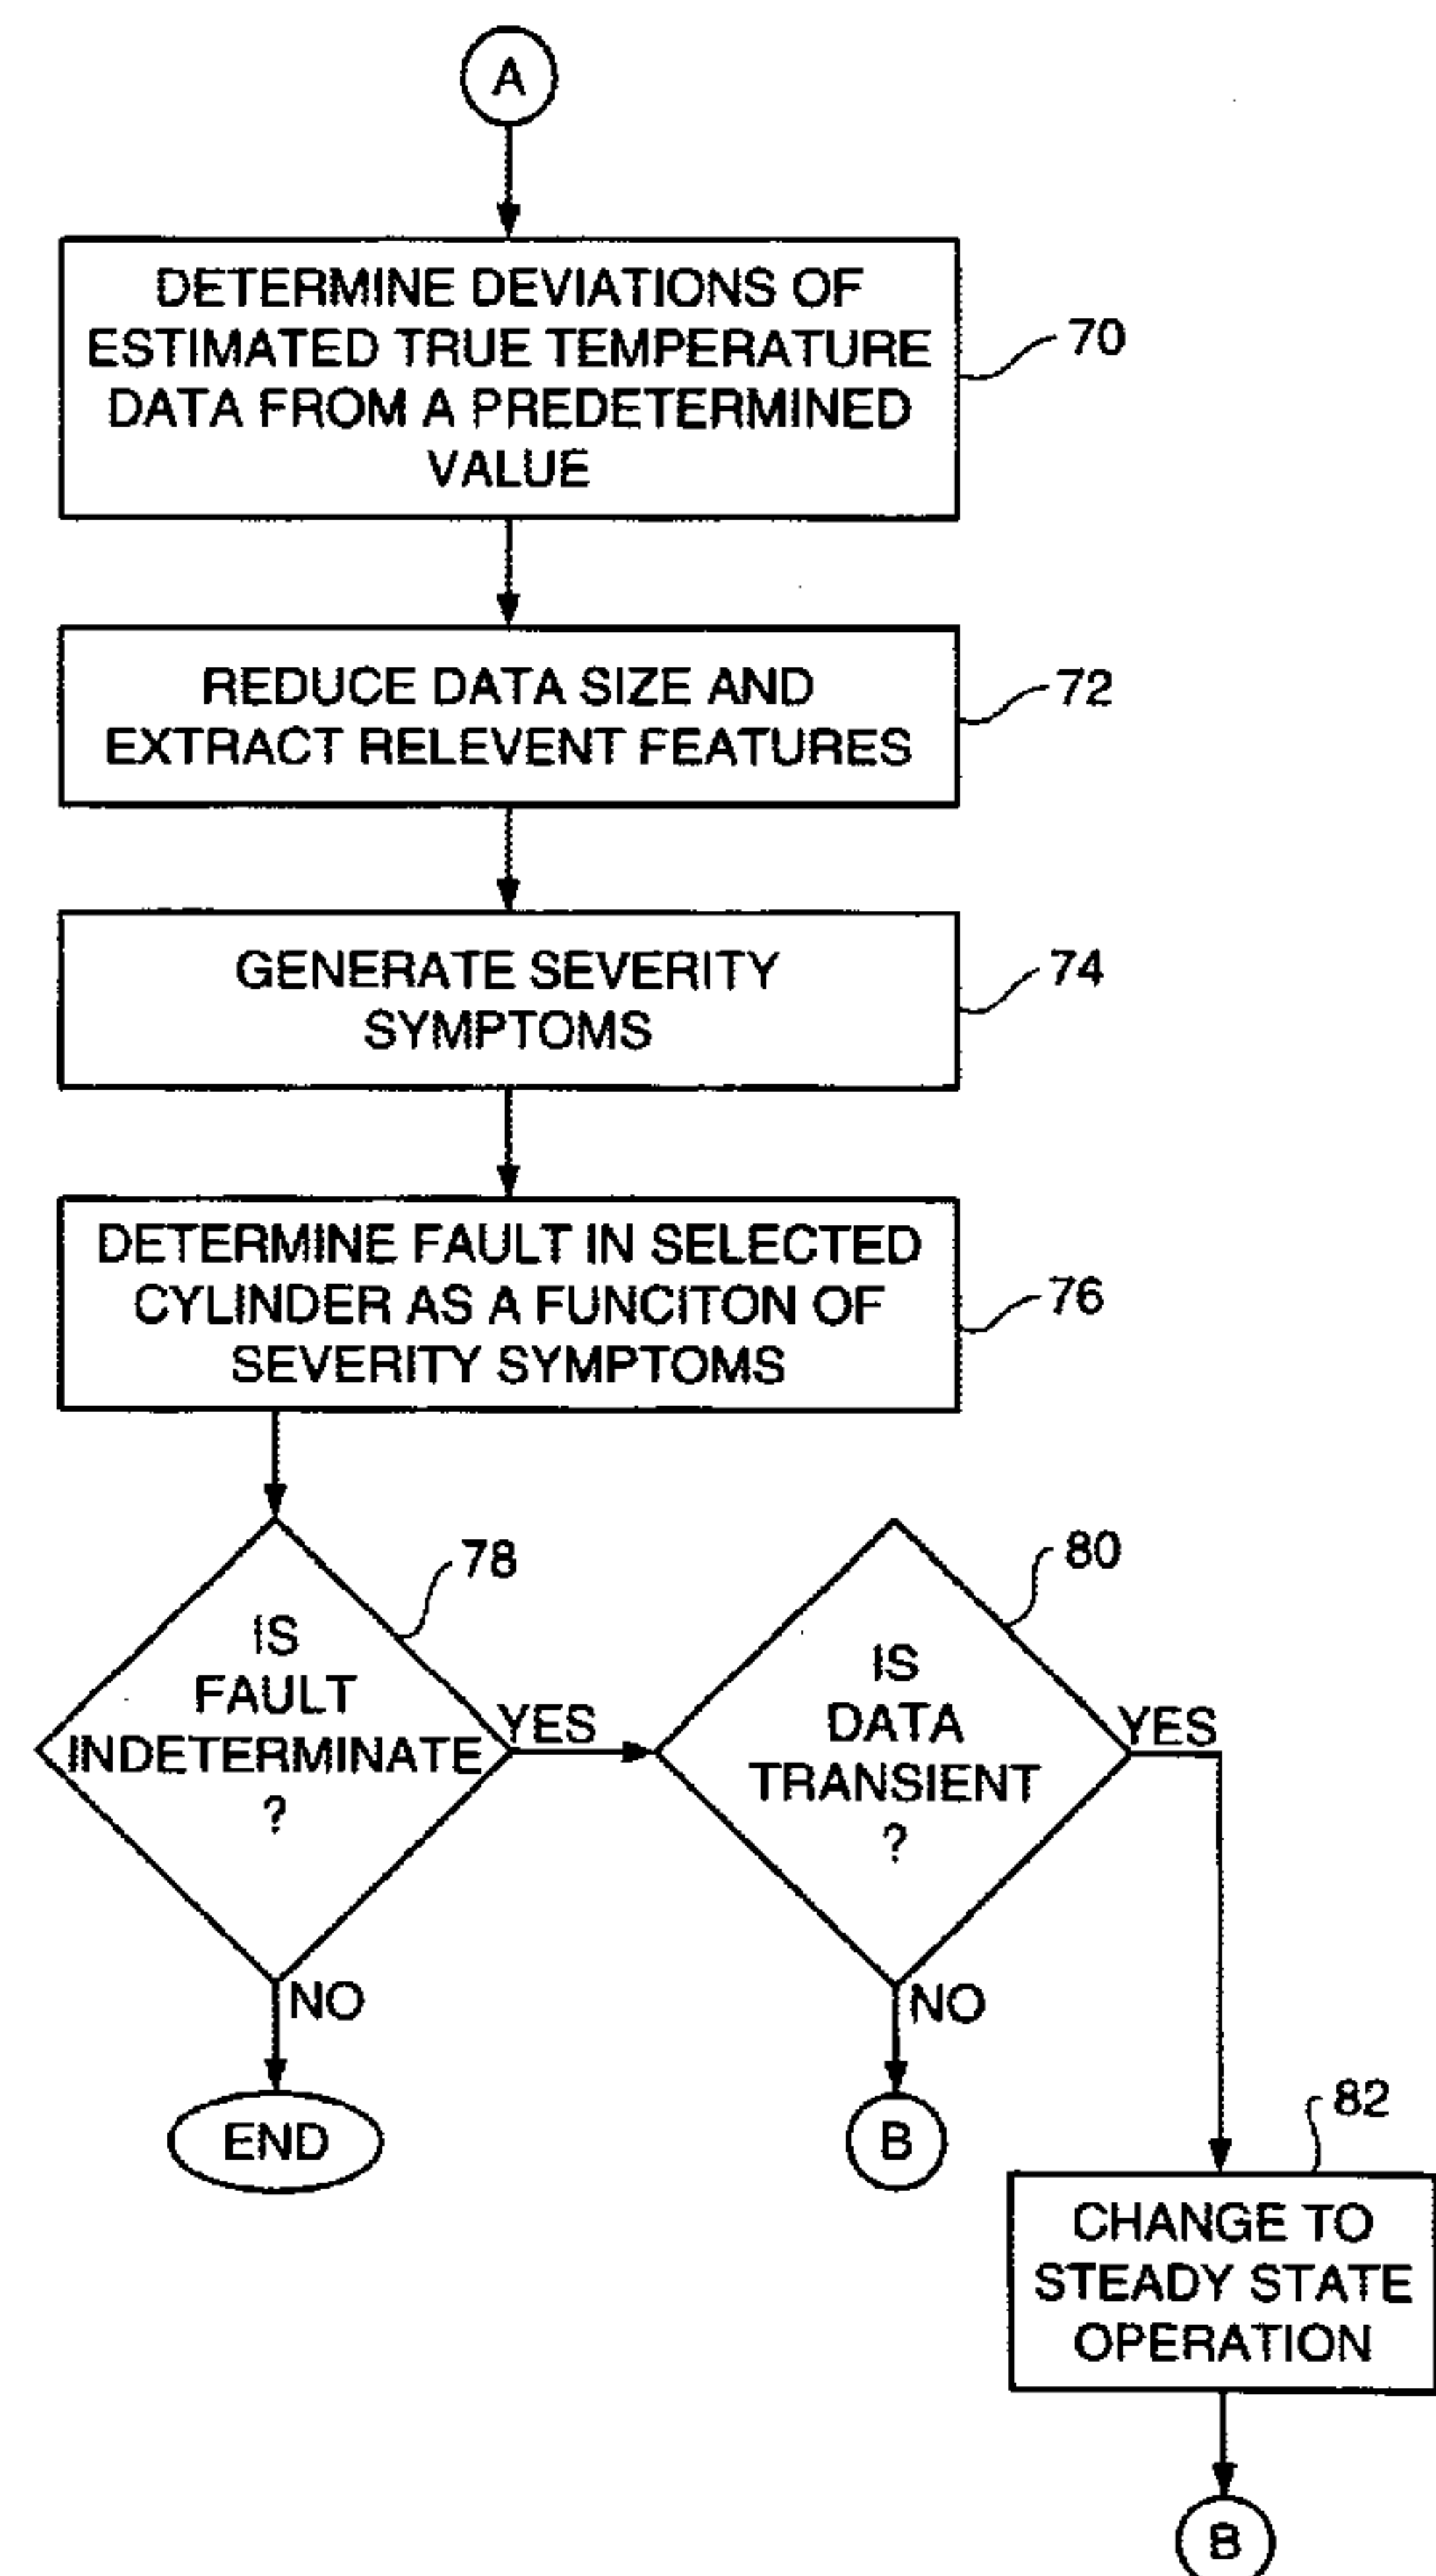 A
DETERMINE DEVIATIONS OF
ESTIMATED TRUE TEMPERATURE
DATA FROM A PREDETERMINED
VALUE
70
REDUCE DATA SIZE AND
EXTRACT RELEVENT FEATURES
72
GENERATE SEVERITY
SYMPTOMS
74
DETERMINE FAULT IN SELECTED
CYLINDER AS A FUNCITON OF
SEVERITY SYMPTOMS
76
IS
FAULT
INDETERMINATE
?
78
YES
NO
END
IS
DATA
TRANSIENT
?
80
YES
NO
B
82
CHANGE TO
STEADY STATE
OPERATION
B